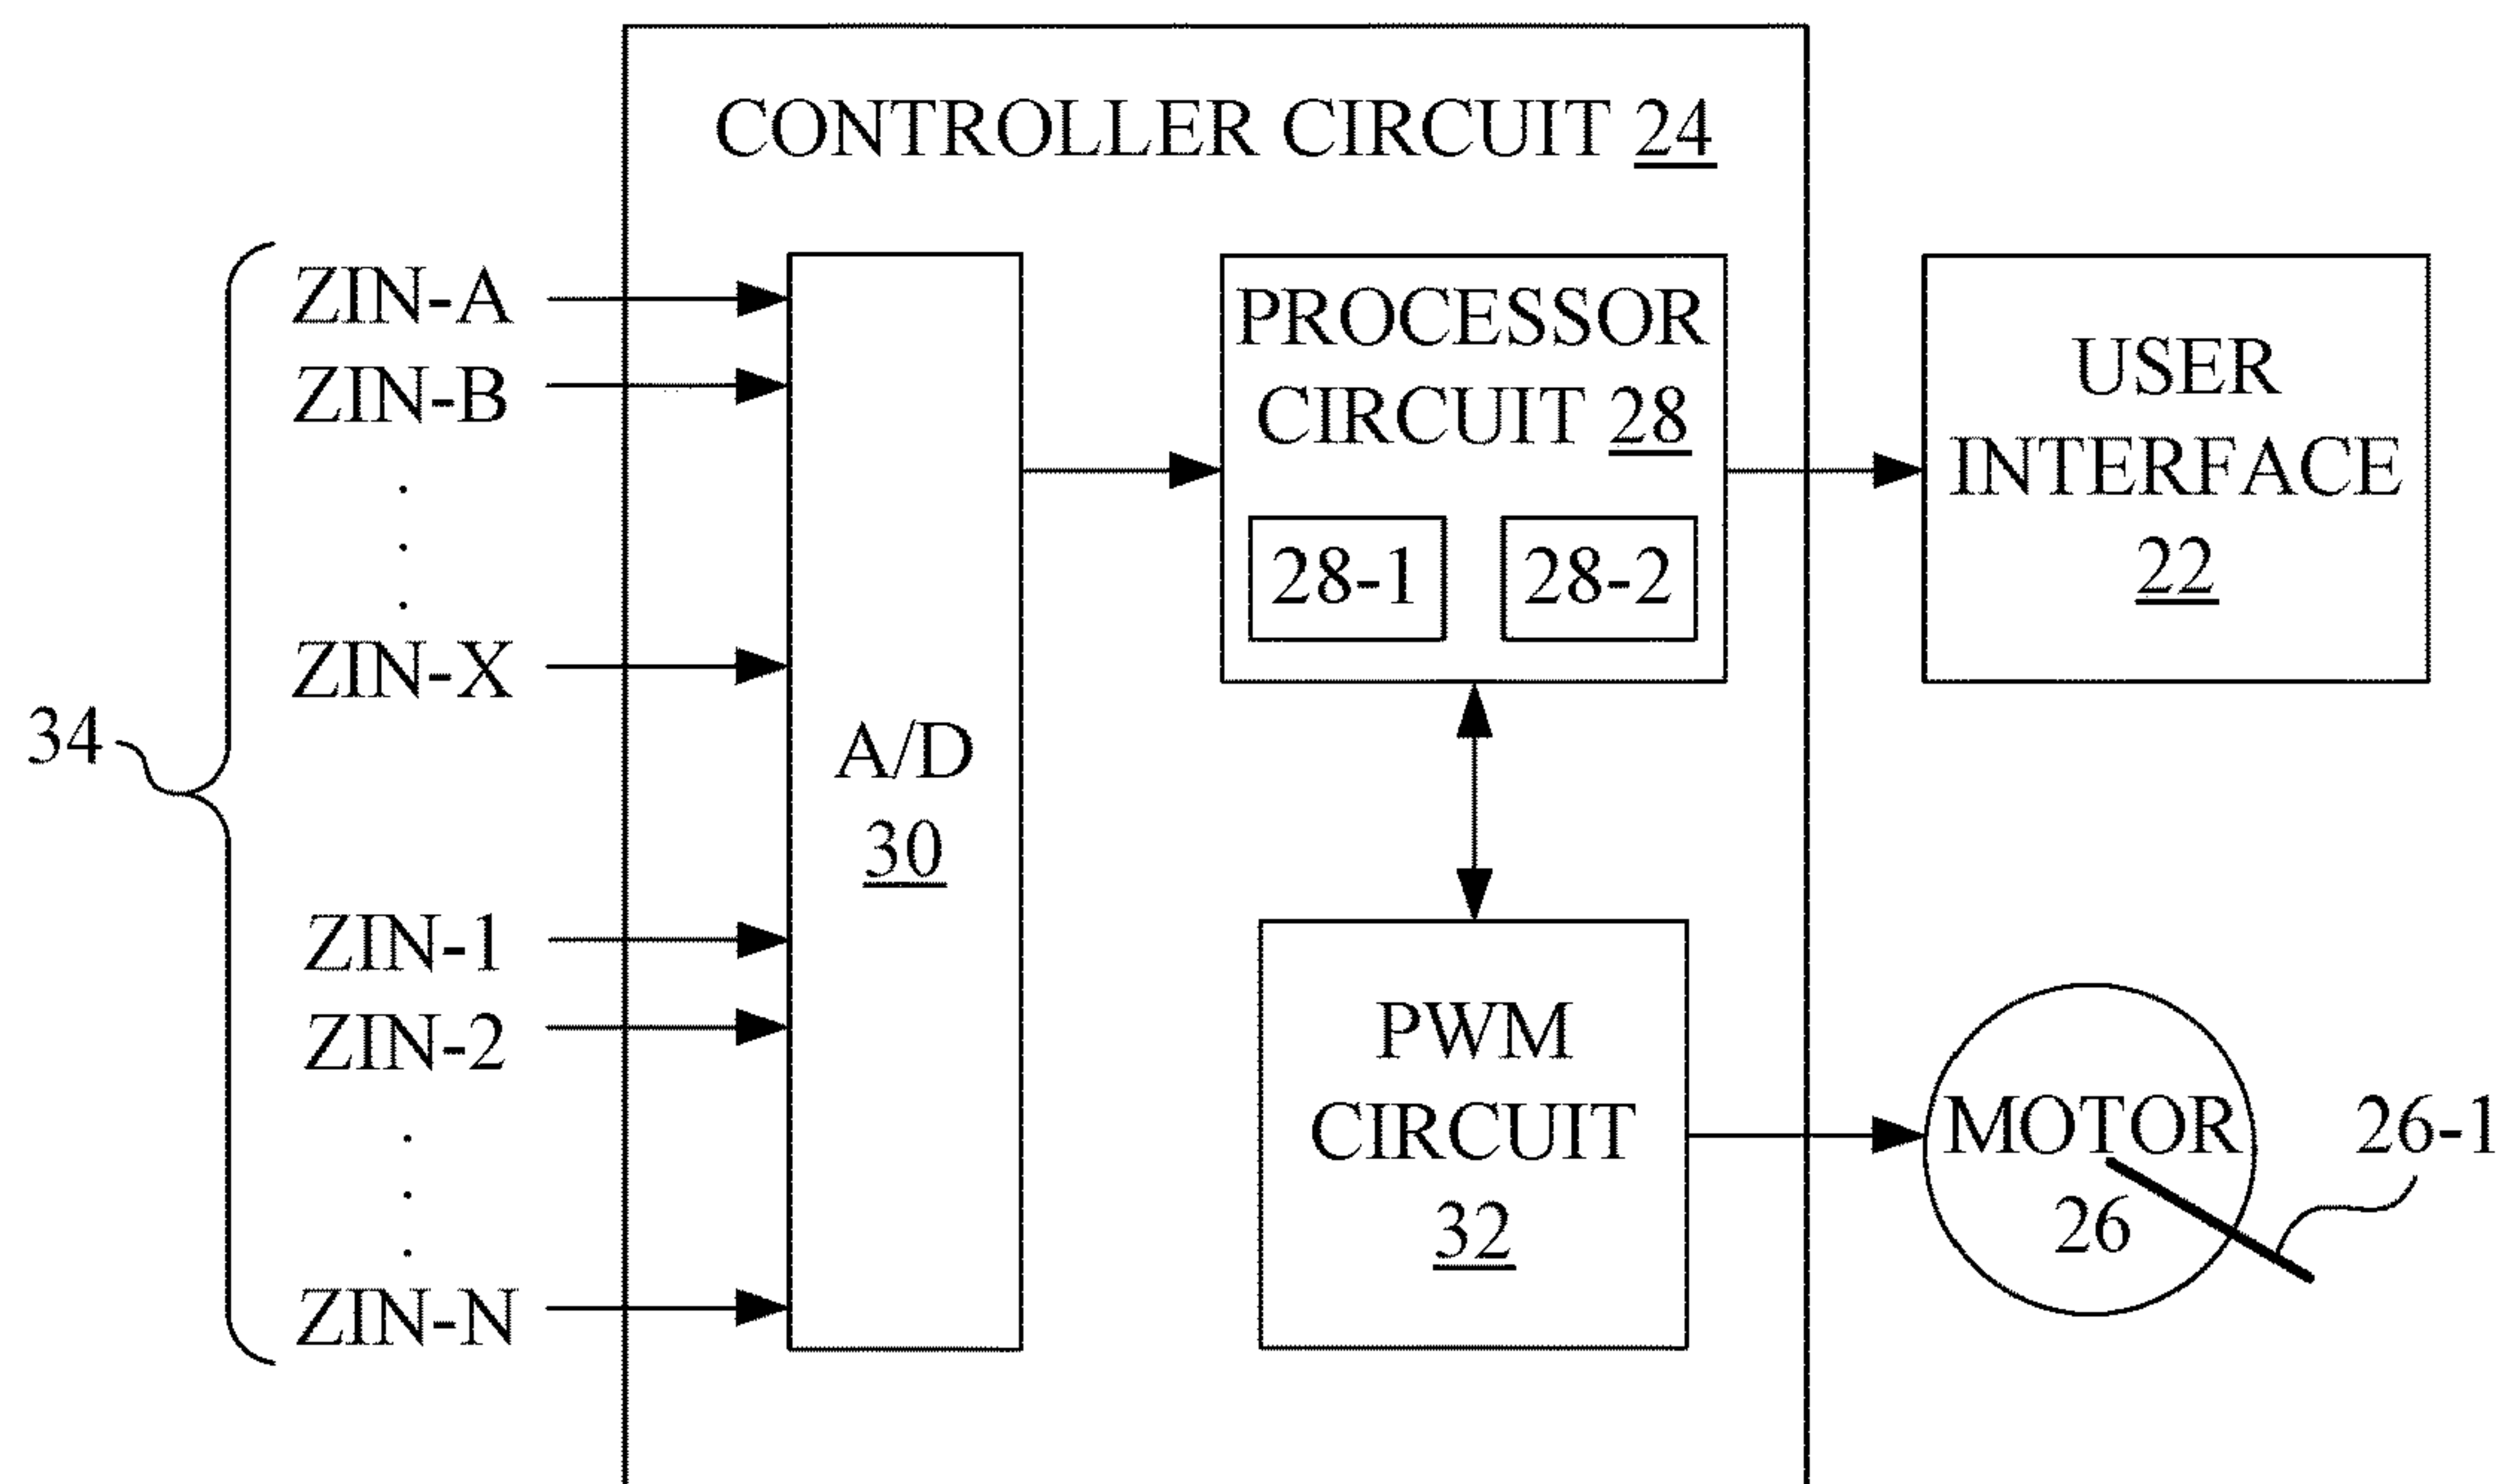 CONTROLLER CIRCUIT 24
34
ZIN-A
ZIN-B
ZIN-X
ZIN-1
ZIN-2
ZIN-N
A/D
30
PROCESSOR
CIRCUIT 28
28-1
28-2
PWM
CIRCUIT
32
USER
INTERFACE
22
MOTOR
26
26-1